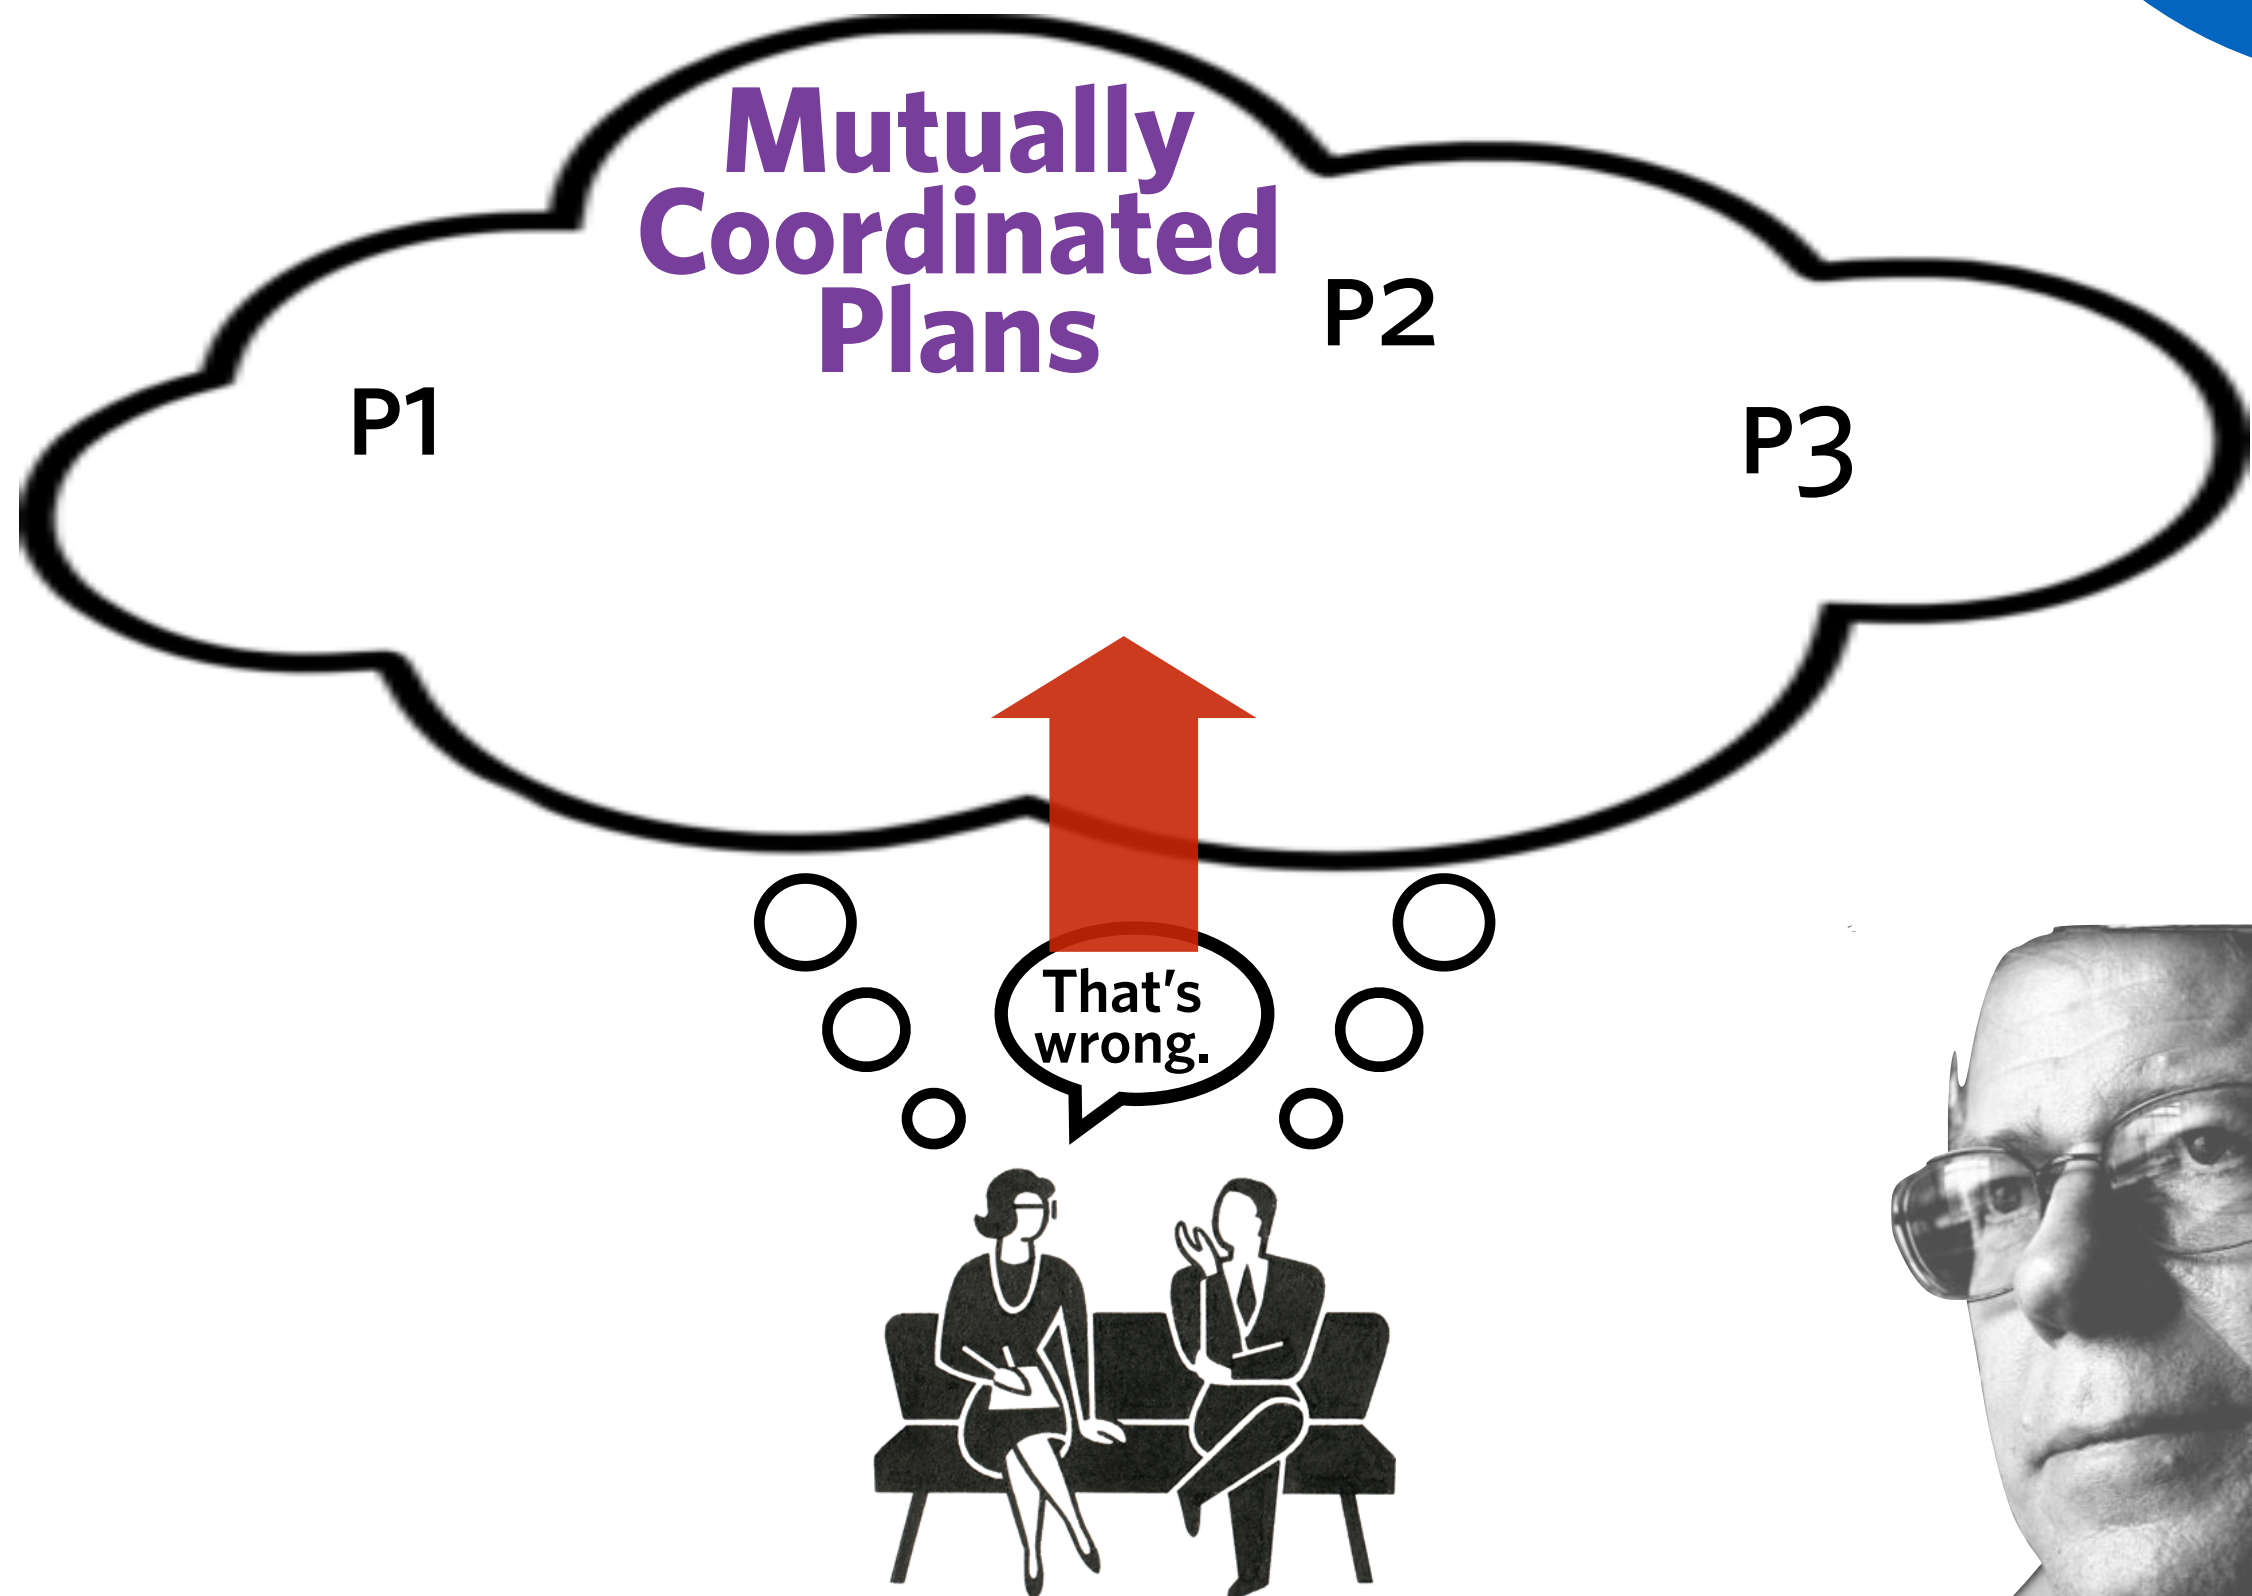 Mutually
Coordinated
Plans
P1
P2
P3
That's
wrong.